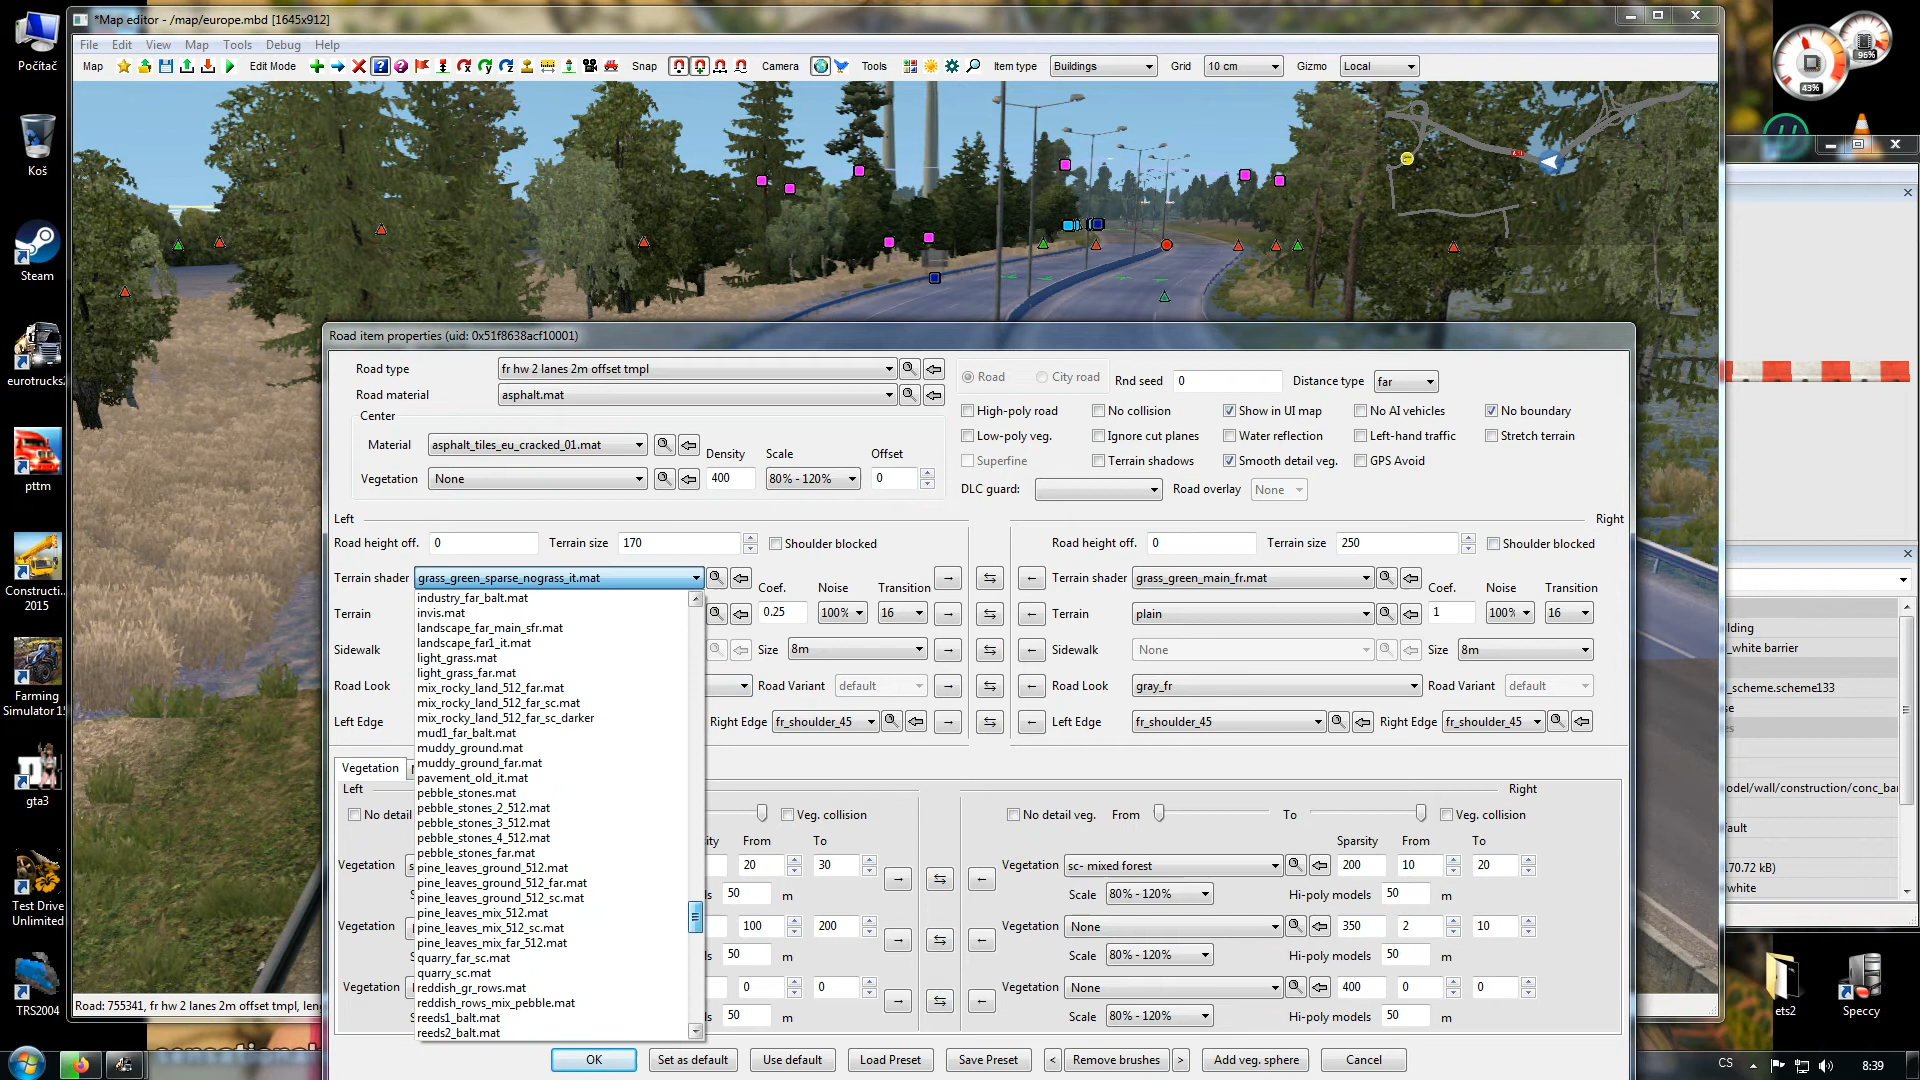 *Map editor - /map/europe.mbd [1645x912]
File Edit View Map Tools Debug Help
Map Edit Mode Snap Camera Tools Item type Buildings Grid 10 cm Gizmo Local
Počítač
Koš
Steam
eurotrucks2
pttm
Constructi...
2015
Farming
Simulator 15
gta3
Test Drive
Unlimited
TRS2004
96%
43%
Road item properties (uid: 0x51f8638acf10001)
Road type fr hw 2 lanes 2m offset tmpl
Road material asphalt.mat
Road City road Rnd seed 0 Distance type far
Center
Material asphalt_tiles_eu_cracked_01.mat Density Scale Offset
Vegetation None 400 80% - 120% 0
High-poly road No collision Show in UI map No AI vehicles No boundary
Low-poly veg. Ignore cut planes Water reflection Left-hand traffic Stretch terrain
Superfine Terrain shadows Smooth detail veg. GPS Avoid
DLC guard: Road overlay None
Left Right
Road height off. 0 Terrain size 170 Shoulder blocked
Road height off. 0 Terrain size 250 Shoulder blocked
Terrain shader grass_green_sparse_nograss_it.mat Coef. Noise Transition
Terrain shader grass_green_main_fr.mat Coef. Noise Transition
Terrain 0.25 100% 16
Terrain plain 1 100% 16
Sidewalk Size 8m
Sidewalk None Size 8m
Road Look Road Variant default
Road Look gray_fr Road Variant default
Left Edge Right Edge fr_shoulder_45
Left Edge fr_shoulder_45 Right Edge fr_shoulder_45
industry_far_balt.mat
invis.mat
landscape_far_main_sfr.mat
landscape_far1_it.mat
light_grass.mat
light_grass_far.mat
mix_rocky_land_512_far.mat
mix_rocky_land_512_far_sc.mat
mix_rocky_land_512_far_sc_darker
mud1_far_balt.mat
muddy_ground.mat
muddy_ground_far.mat
pavement_old_it.mat
pebble_stones.mat
pebble_stones_2_512.mat
pebble_stones_3_512.mat
pebble_stones_4_512.mat
pebble_stones_far.mat
pine_leaves_ground_512.mat
pine_leaves_ground_512_far.mat
pine_leaves_ground_512_sc.mat
pine_leaves_mix_512.mat
pine_leaves_mix_512_sc.mat
pine_leaves_mix_far_512.mat
quarry_far_sc.mat
quarry_sc.mat
reddish_gr_rows.mat
reddish_rows_mix_pebble.mat
reeds1_balt.mat
reeds2_balt.mat
Vegetation
Left Right
No detail Veg. collision
No detail veg. From To Veg. collision
From To
Sparsity From To
Vegetation 20 30
50 m
Vegetation sc- mixed forest 200 10 20
Scale 80% - 120% Hi-poly models 50 m
Vegetation 100 200
50 m
Vegetation None 350 2 10
Scale 80% - 120% Hi-poly models 50 m
Vegetation 0 0
50 m
Vegetation None 400 0 0
Scale 80% - 120% Hi-poly models 50 m
OK Set as default Use default Load Preset Save Preset < Remove brushes > Add veg. sphere Cancel
Road: 755341, fr hw 2 lanes 2m offset tmpl, len
lding
_white barrier
l_scheme.scheme133
se
es
odel/wall/construction/conc_bar
fault
170.72 kB)
white
ets2
Speccy
CS 8:39